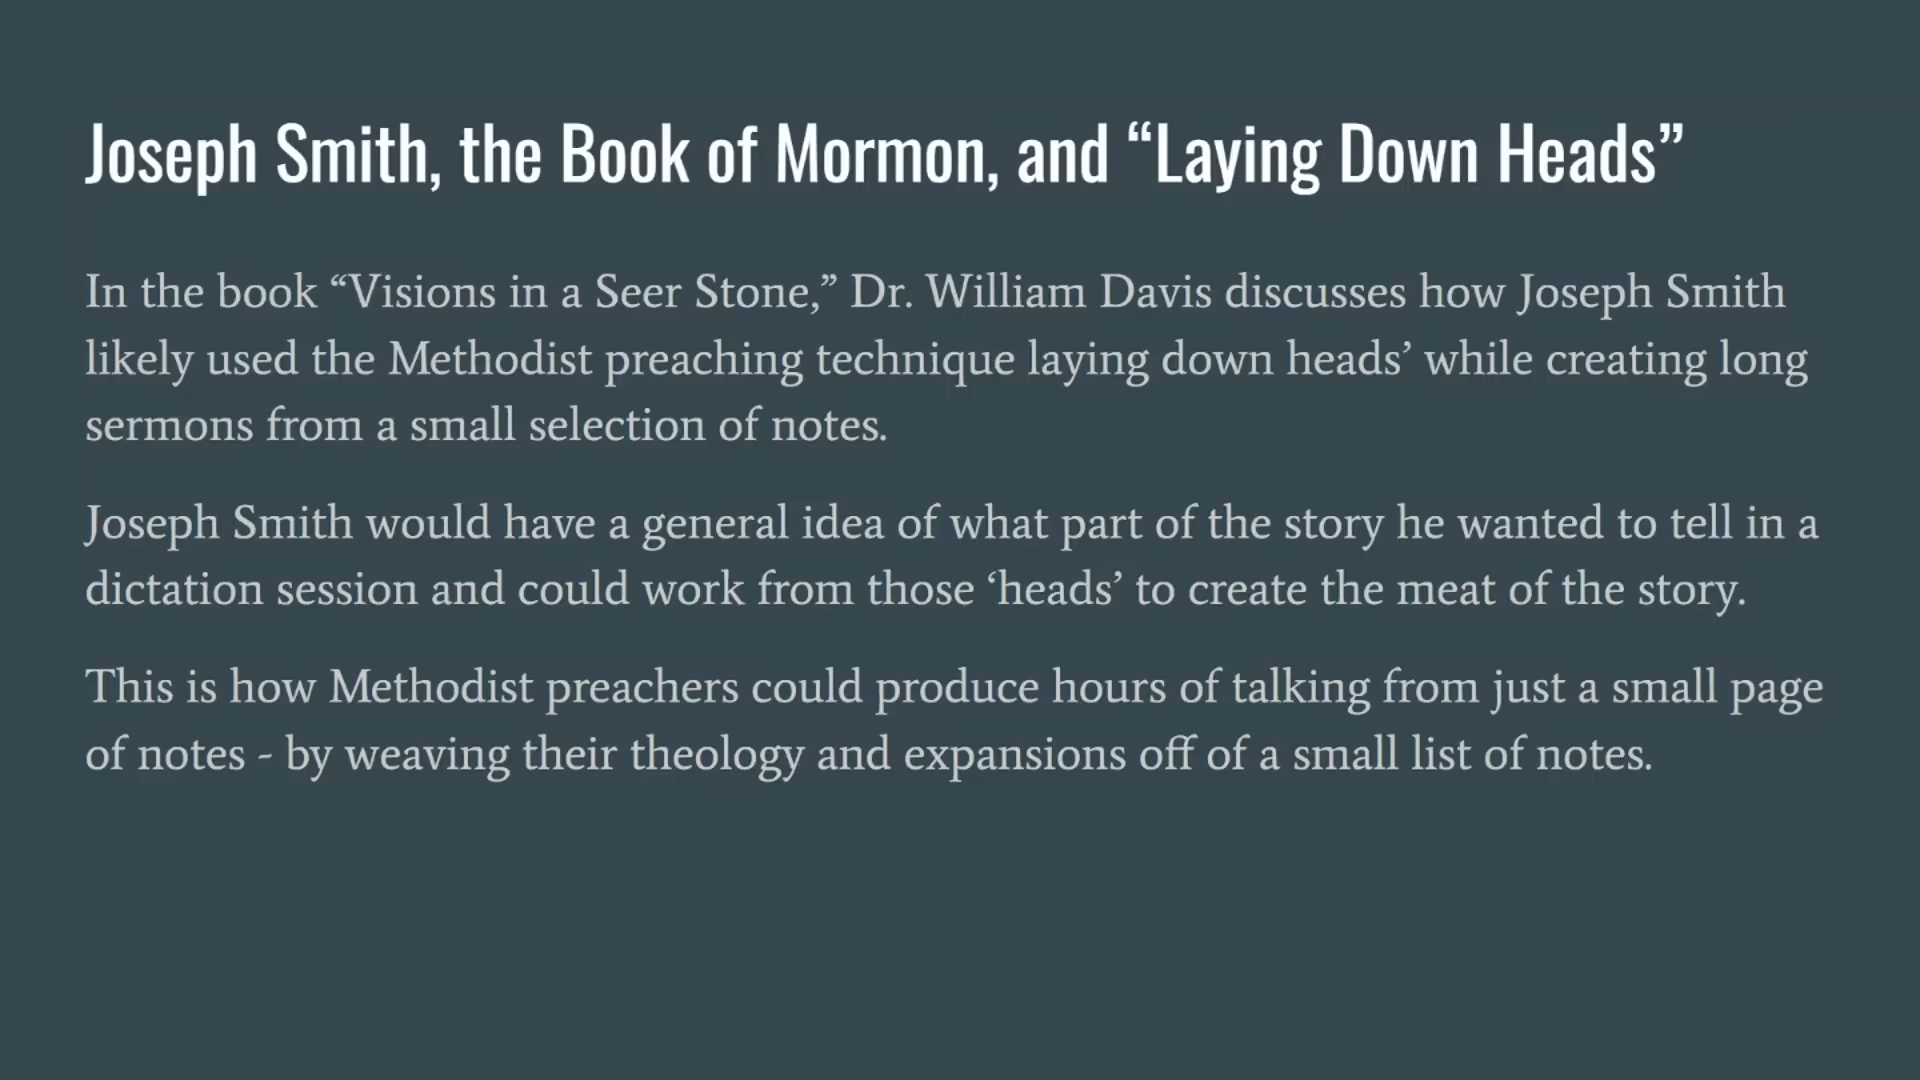 Joseph Smith, the Book of Mormon, and “Laying Down Heads”
In the book “Visions in a Seer Stone,” Dr. William Davis discusses how Joseph Smith
likely used the Methodist preaching technique laying down heads’ while creating long
sermons from a small selection of notes.
Joseph Smith would have a general idea of what part of the story he wanted to tell in a
dictation session and could work from those ‘heads’ to create the meat of the story.
This is how Methodist preachers could produce hours of talking from just a small page
of notes - by weaving their theology and expansions off of a small list of notes.